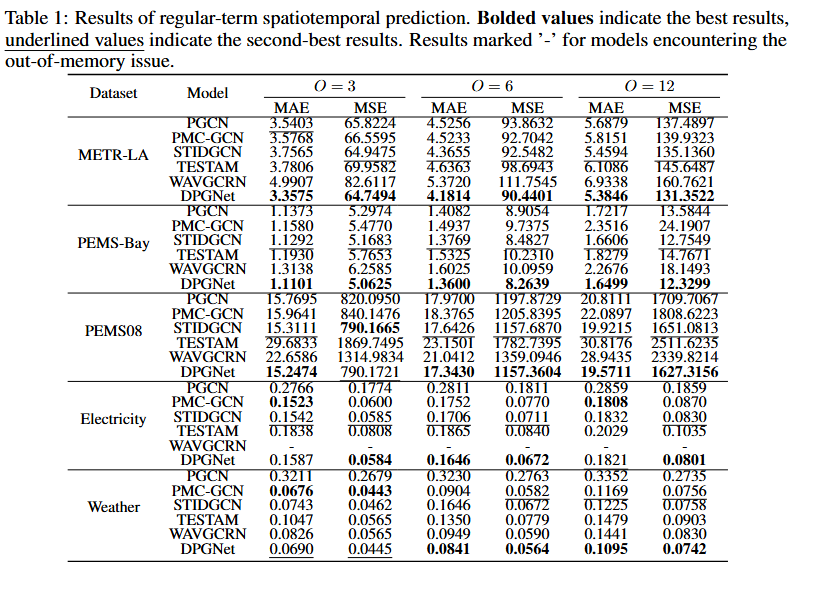 Table 1: Results of regular-term spatiotemporal prediction. Bolded values indicate the best results,
underlined values indicate the second-best results. Results marked '-' for models encountering the
out-of-memory issue.
Dataset Model O = 3 O = 6 O = 12
MAE MSE MAE MSE MAE MSE
METR-LA
PGCN 3.5403 65.8224 4.5256 93.8632 5.6879 137.4897
PMC-GCN 3.5768 66.5595 4.5233 92.7042 5.8151 139.9323
STIDGCN 3.7565 64.9475 4.3655 92.5482 5.4594 135.1360
TESTAM 3.7806 69.9582 4.6363 98.6943 6.1086 145.6487
WAVGCRN 4.9907 82.6117 5.3720 111.7545 6.9338 160.7621
DPGNet 3.3575 64.7494 4.1814 90.4401 5.3846 131.3522
PEMS-Bay
PGCN 1.1373 5.2974 1.4082 8.9054 1.7217 13.5844
PMC-GCN 1.1580 5.4770 1.4937 9.7375 2.3516 24.1907
STIDGCN 1.1292 5.1683 1.3769 8.4827 1.6606 12.7549
TESTAM 1.1930 5.7653 1.5325 10.2310 1.8279 14.7671
WAVGCRN 1.3138 6.2585 1.6025 10.0959 2.2676 18.1493
DPGNet 1.1101 5.0625 1.3600 8.2639 1.6499 12.3299
PEMS08
PGCN 15.7695 820.0950 17.9700 1197.8729 20.8111 1709.7067
PMC-GCN 15.9641 840.1476 18.3765 1205.8395 22.0897 1808.6223
STIDGCN 15.3111 790.1665 17.6426 1157.6870 19.9215 1651.0813
TESTAM 29.6833 1869.7495 23.1501 1782.7395 30.8176 2511.6235
WAVGCRN 22.6586 1314.9834 21.0412 1359.0946 28.9435 2339.8214
DPGNet 15.2474 790.1721 17.3430 1157.3604 19.5711 1627.3156
Electricity
PGCN 0.2766 0.1774 0.2811 0.1811 0.2859 0.1859
PMC-GCN 0.1523 0.0600 0.1752 0.0770 0.1808 0.0870
STIDGCN 0.1542 0.0585 0.1706 0.0711 0.1832 0.0830
TESTAM 0.1838 0.0808 0.1865 0.0840 0.2029 0.1035
WAVGCRN - - - - - -
DPGNet 0.1587 0.0584 0.1646 0.0672 0.1821 0.0801
Weather
PGCN 0.3211 0.2679 0.3230 0.2763 0.3352 0.2735
PMC-GCN 0.0676 0.0443 0.0904 0.0582 0.1169 0.0756
STIDGCN 0.0743 0.0462 0.1646 0.0672 0.1225 0.0758
TESTAM 0.1047 0.0565 0.1350 0.0779 0.1479 0.0903
WAVGCRN 0.0826 0.0565 0.0949 0.0590 0.1441 0.0830
DPGNet 0.0690 0.0445 0.0841 0.0564 0.1095 0.0742